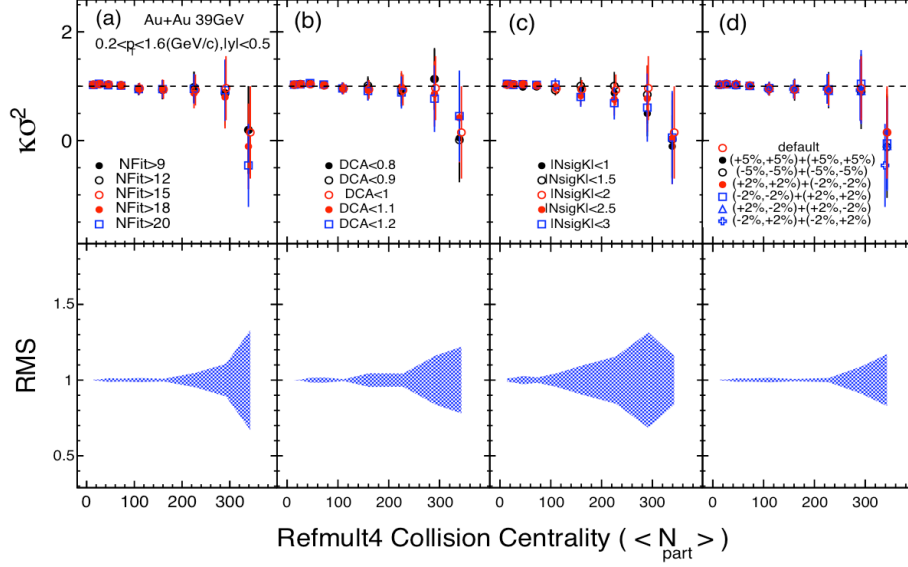 (a)
Au+Au 39GeV
0.2<p_T<1.6(GeV/c),|y|<0.5
(b)
(c)
(d)
2
1
0
κσ²
NFit>9
NFit>12
NFit>15
NFit>18
NFit>20
DCA<0.8
DCA<0.9
DCA<1
DCA<1.1
DCA<1.2
|NsigK|<1
|NsigK|<1.5
|NsigK|<2
|NsigK|<2.5
|NsigK|<3
default
(+5%,+5%)+(+5%,+5%)
(-5%,-5%)+(-5%,-5%)
(+2%,+2%)+(-2%,-2%)
(-2%,-2%)+(+2%,+2%)
(+2%,-2%)+(+2%,-2%)
(-2%,+2%)+(-2%,+2%)
1.5
1
0.5
RMS
0 100 200 300 0 100 200 300 0 100 200 300 0 100 200 300
Refmult4 Collision Centrality ( < N_part > )